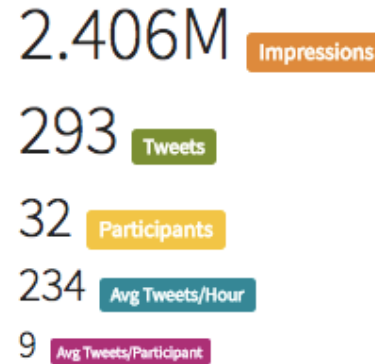 2.406M Impressions
293 Tweets
32 Participants
234 Avg Tweets/Hour
9 Avg Tweets/Participant